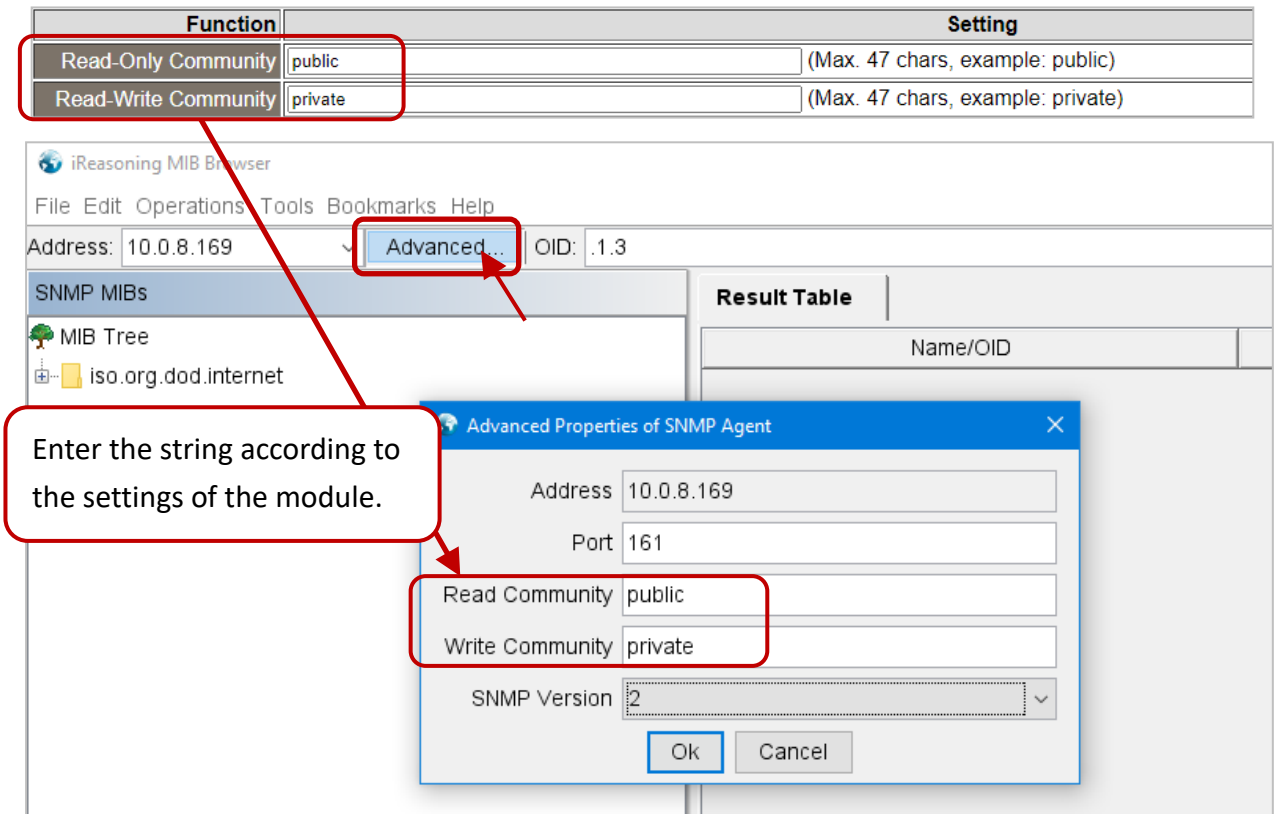 Function Setting
Read-Only Community public (Max. 47 chars, example: public)
Read-Write Community private (Max. 47 chars, example: private)
iReasoning MIB Browser
File Edit Operations Tools Bookmarks Help
Address: 10.0.8.169 Advanced... OID: .1.3
SNMP MIBs
Result Table
MIB Tree
Name/OID
iso.org.dod.internet
Enter the string according to
the settings of the module.
Advanced Properties of SNMP Agent
Address 10.0.8.169
Port 161
Read Community public
Write Community private
SNMP Version 2
Ok Cancel